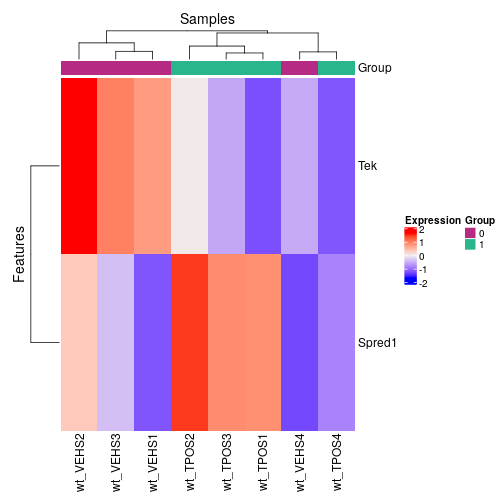 Samples
Group
Tek
Features
Spred1
Expression
2
1
0
-1
-2
Group
0
1
wt_VEHS2
wt_VEHS3
wt_VEHS1
wt_TPOS2
wt_TPOS3
wt_TPOS1
wt_VEHS4
wt_TPOS4